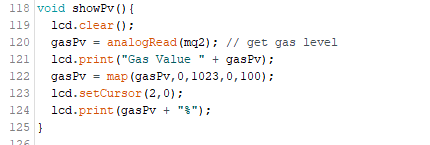 118 void showPv(){
119 lcd.clear();
120 gasPv = analogRead(mq2); // get gas level
121 lcd.print("Gas Value " + gasPv);
122 gasPv = map(gasPv,0,1023,0,100);
123 lcd.setCursor(2,0);
124 lcd.print(gasPv + "%");
125 }
126